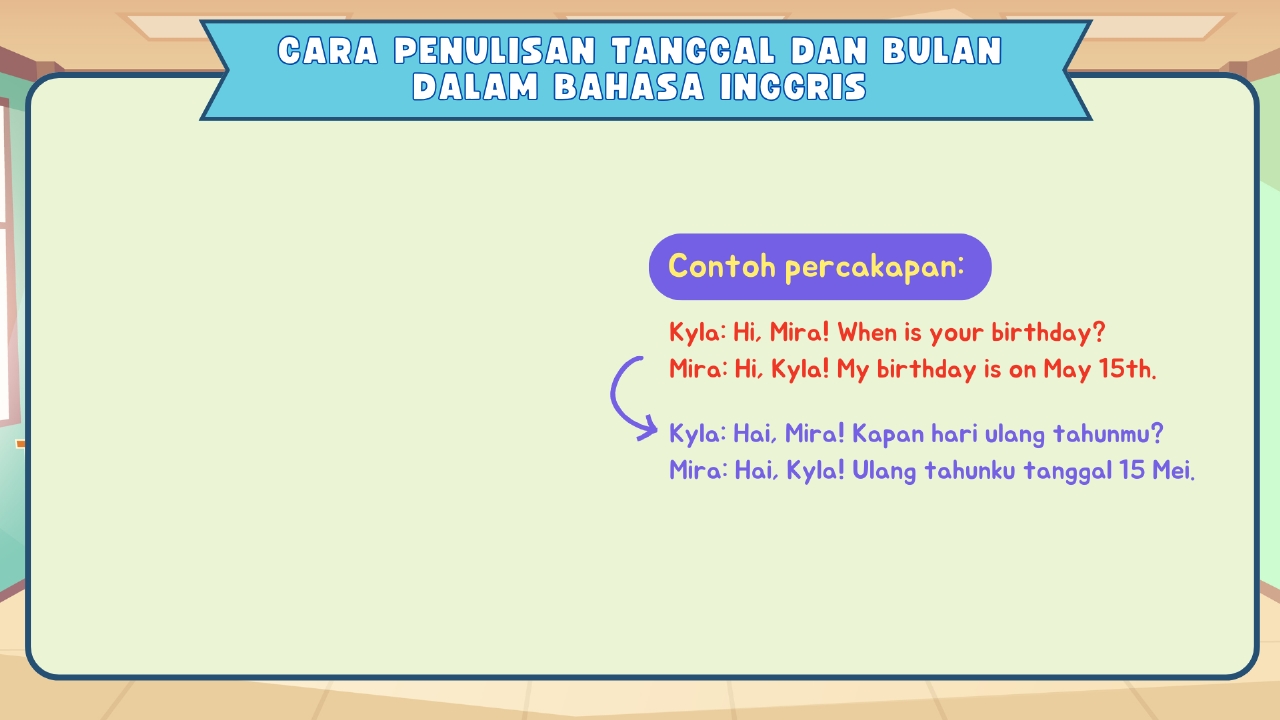 CARA PENULISAN TANGGAL DAN BULAN
DALAM BAHASA INGGRIS
Contoh percakapan:
Kyla: Hi, Mira! When is your birthday?
Mira: Hi, Kyla! My birthday is on May 15th.
Kyla: Hai, Mira! Kapan hari ulang tahunmu?
Mira: Hai, Kyla! Ulang tahunku tanggal 15 Mei.